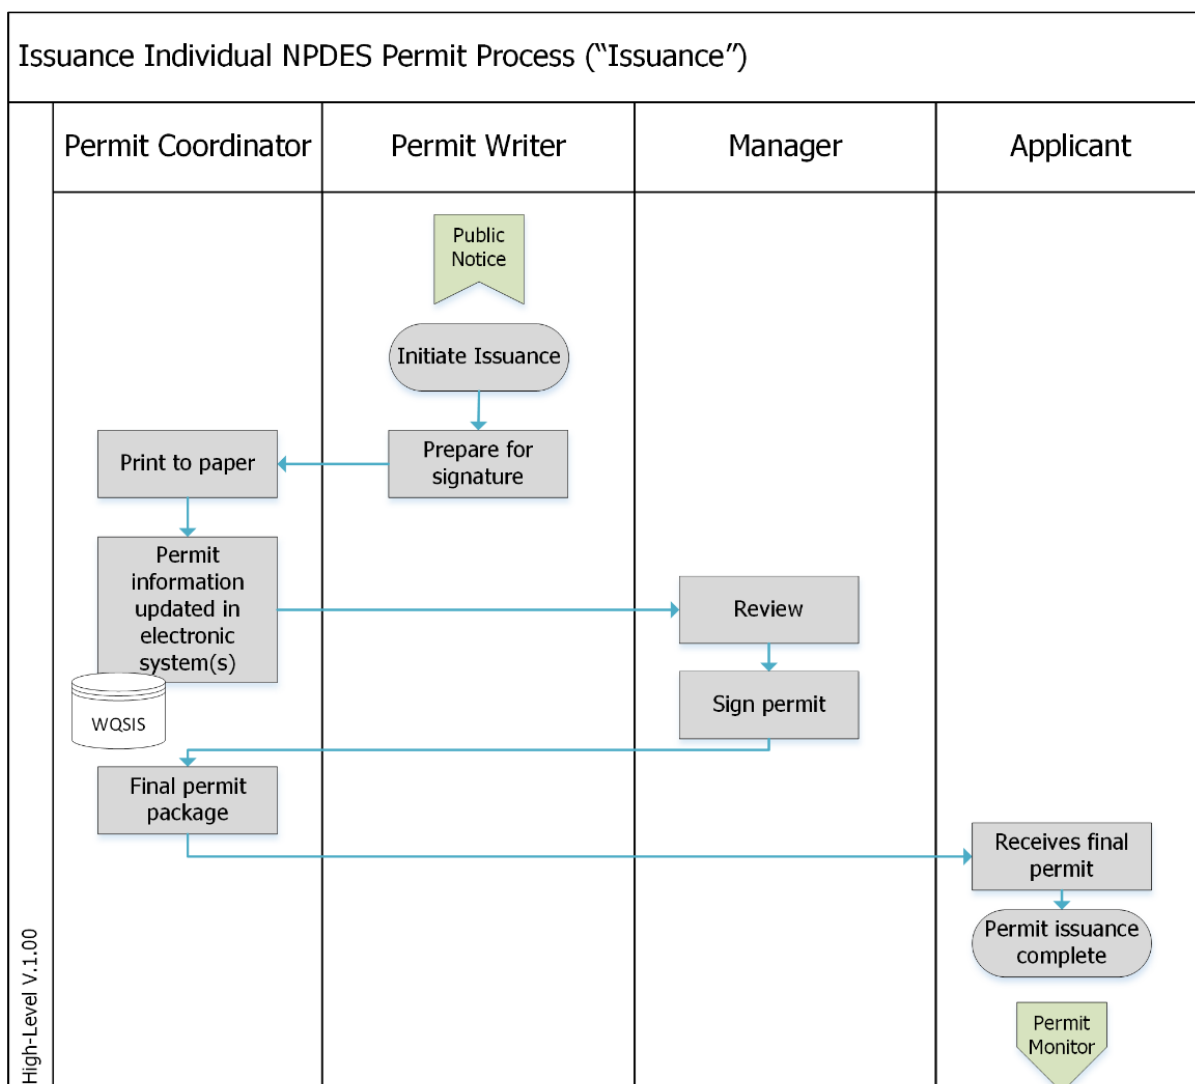 Issuance Individual NPDES Permit Process (“Issuance”)
Permit Coordinator
Permit Writer
Manager
Applicant
Public
Notice
Initiate Issuance
Prepare for
signature
Print to paper
Permit
information
updated in
electronic
system(s)
WQSIS
Review
Sign permit
Final permit
package
Receives final
permit
Permit issuance
complete
Permit
Monitor
High-Level V.1.00